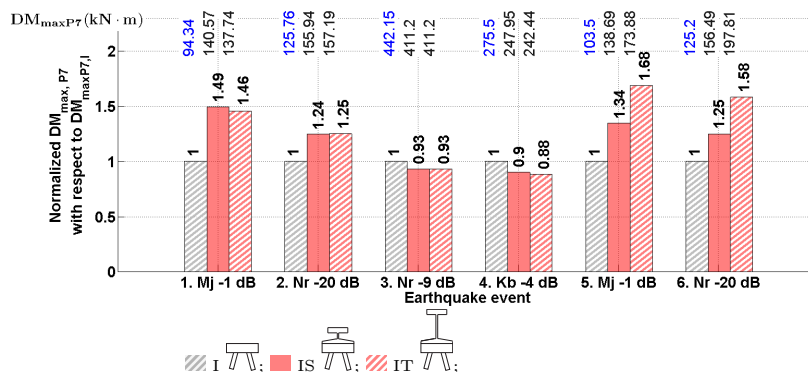 DM_maxP7 (kN · m)
94.34 140.57 137.74 125.76 155.94 157.19 442.15 411.2 411.2 275.5 247.95 242.44 103.5 138.69 173.88 125.2 156.49 197.81
Normalized DM_max, P7
with respect to DM_maxP7,I
2
1.5
1
0.5
0
1 1.49 1.46 1 1.24 1.25 1 0.93 0.93 1 0.9 0.88 1 1.34 1.68 1 1.25 1.58
1. Mj -1 dB 2. Nr -20 dB 3. Nr -9 dB 4. Kb -4 dB 5. Mj -1 dB 6. Nr -20 dB
Earthquake event
I ; IS ; IT ;